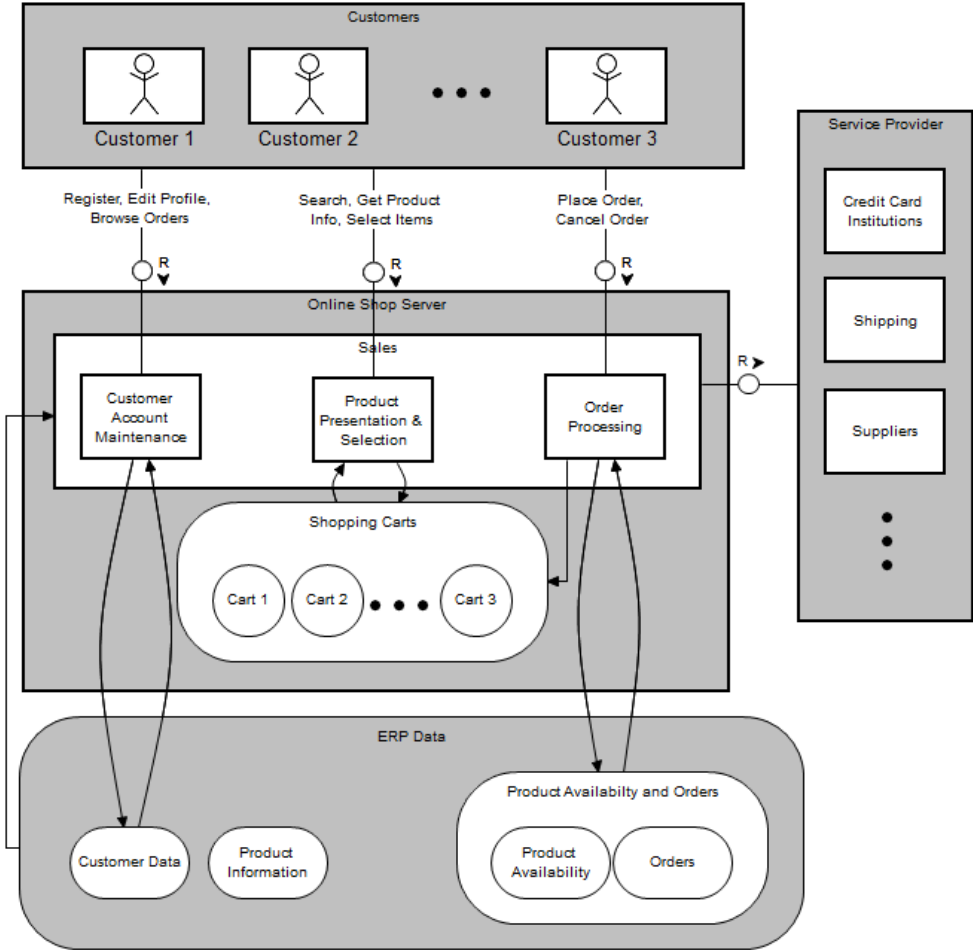 Customers
Customer 1
Customer 2
Customer 3
Service Provider
Credit Card
Institutions
Shipping
Suppliers
Register, Edit Profile,
Browse Orders
Search, Get Product
Info, Select Items
Place Order,
Cancel Order
R
R
R
Online Shop Server
Sales
R
Customer
Account
Maintenance
Product
Presentation &
Selection
Order
Processing
Shopping Carts
Cart 1
Cart 2
Cart 3
ERP Data
Product Availabilty and Orders
Customer Data
Product
Information
Product
Availability
Orders